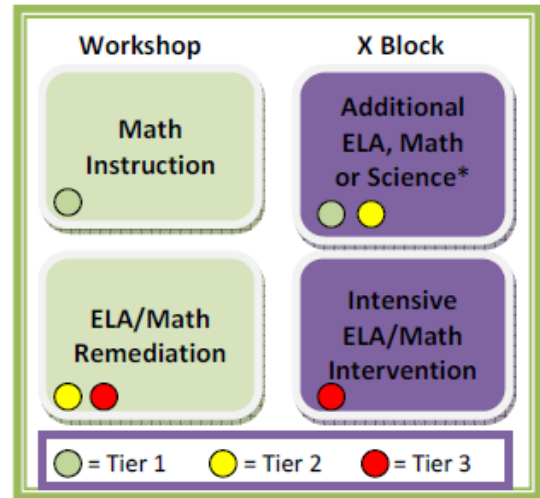 Workshop
X Block
Math
Instruction
Additional
ELA, Math
or Science*
ELA/Math
Remediation
Intensive
ELA/Math
Intervention
= Tier 1
= Tier 2
= Tier 3